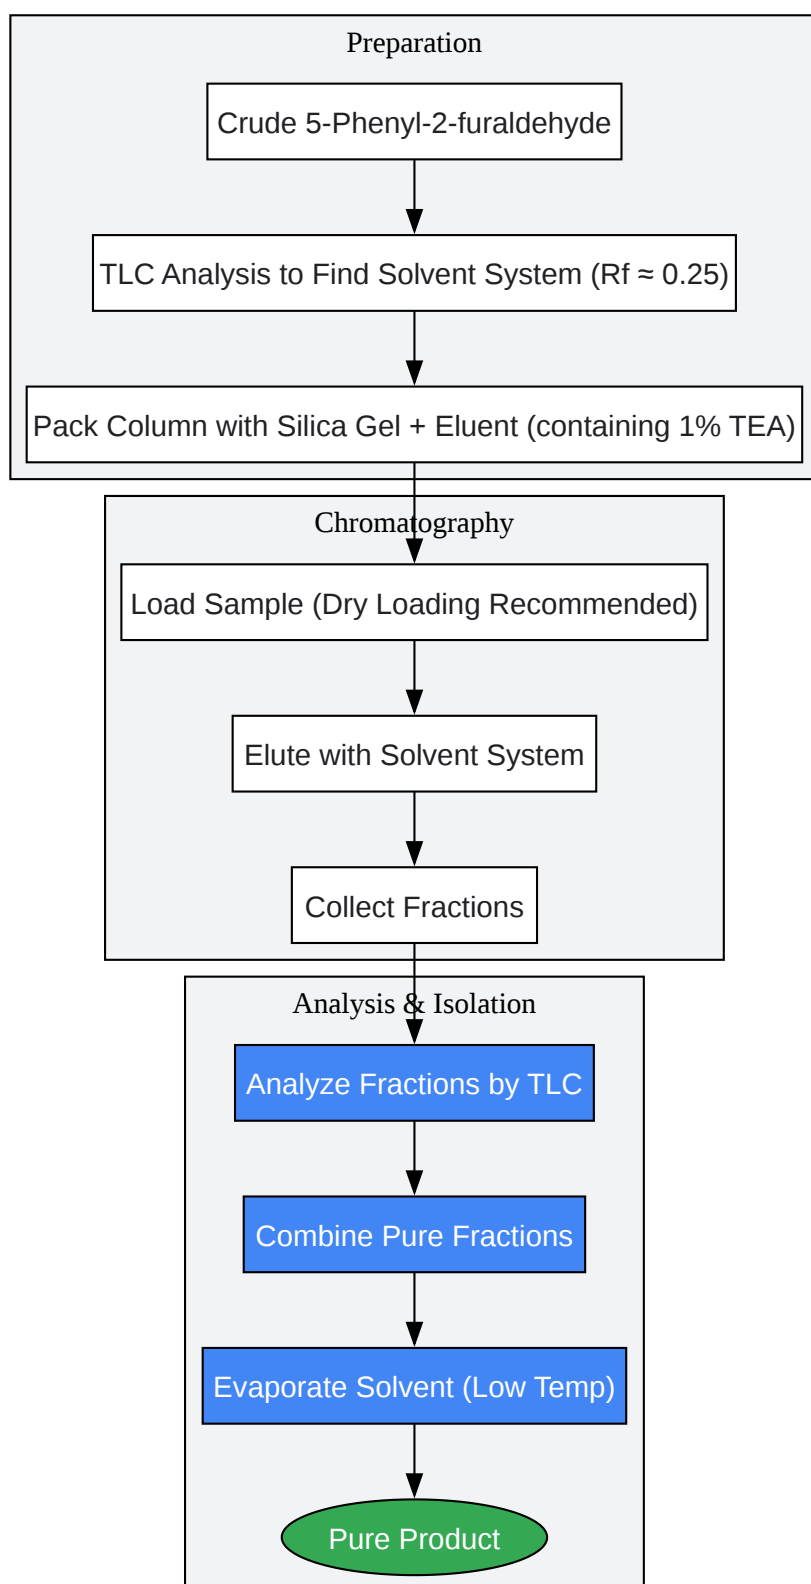 Preparation
Crude 5-Phenyl-2-furaldehyde
TLC Analysis to Find Solvent System (Rf ≈ 0.25)
Pack Column with Silica Gel + Eluent (containing 1% TEA)
Chromatography
Load Sample (Dry Loading Recommended)
Elute with Solvent System
Collect Fractions
Analysis & Isolation
Analyze Fractions by TLC
Combine Pure Fractions
Evaporate Solvent (Low Temp)
Pure Product